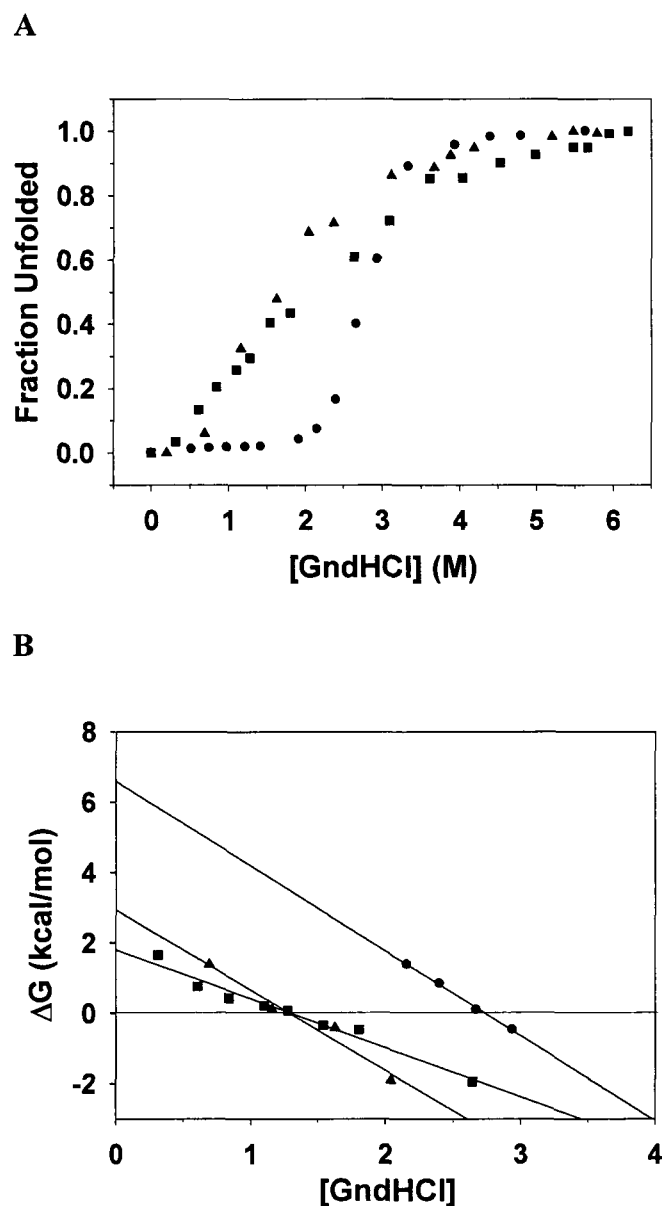 A
1.0
0.8
0.6
0.4
0.2
0.0
Fraction Unfolded
0 1 2 3 4 5 6
[GndHCl] (M)
B
8
6
4
2
0
-2
ΔG (kcal/mol)
0 1 2 3 4
[GndHCl]